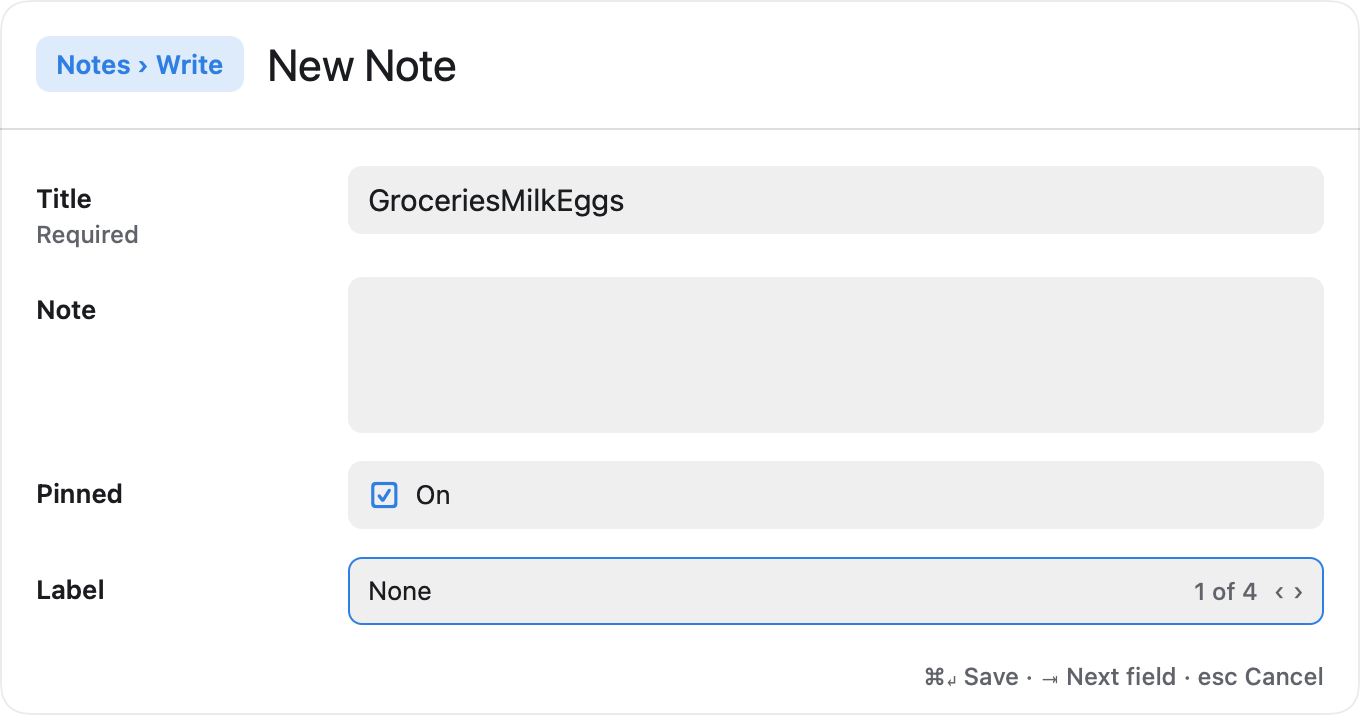 Notes › Write New Note
Title GroceriesMilkEggs
Required
Note
Pinned On
Label None 1 of 4 ‹ ›
⌘↲ Save · ⇥ Next field · esc Cancel